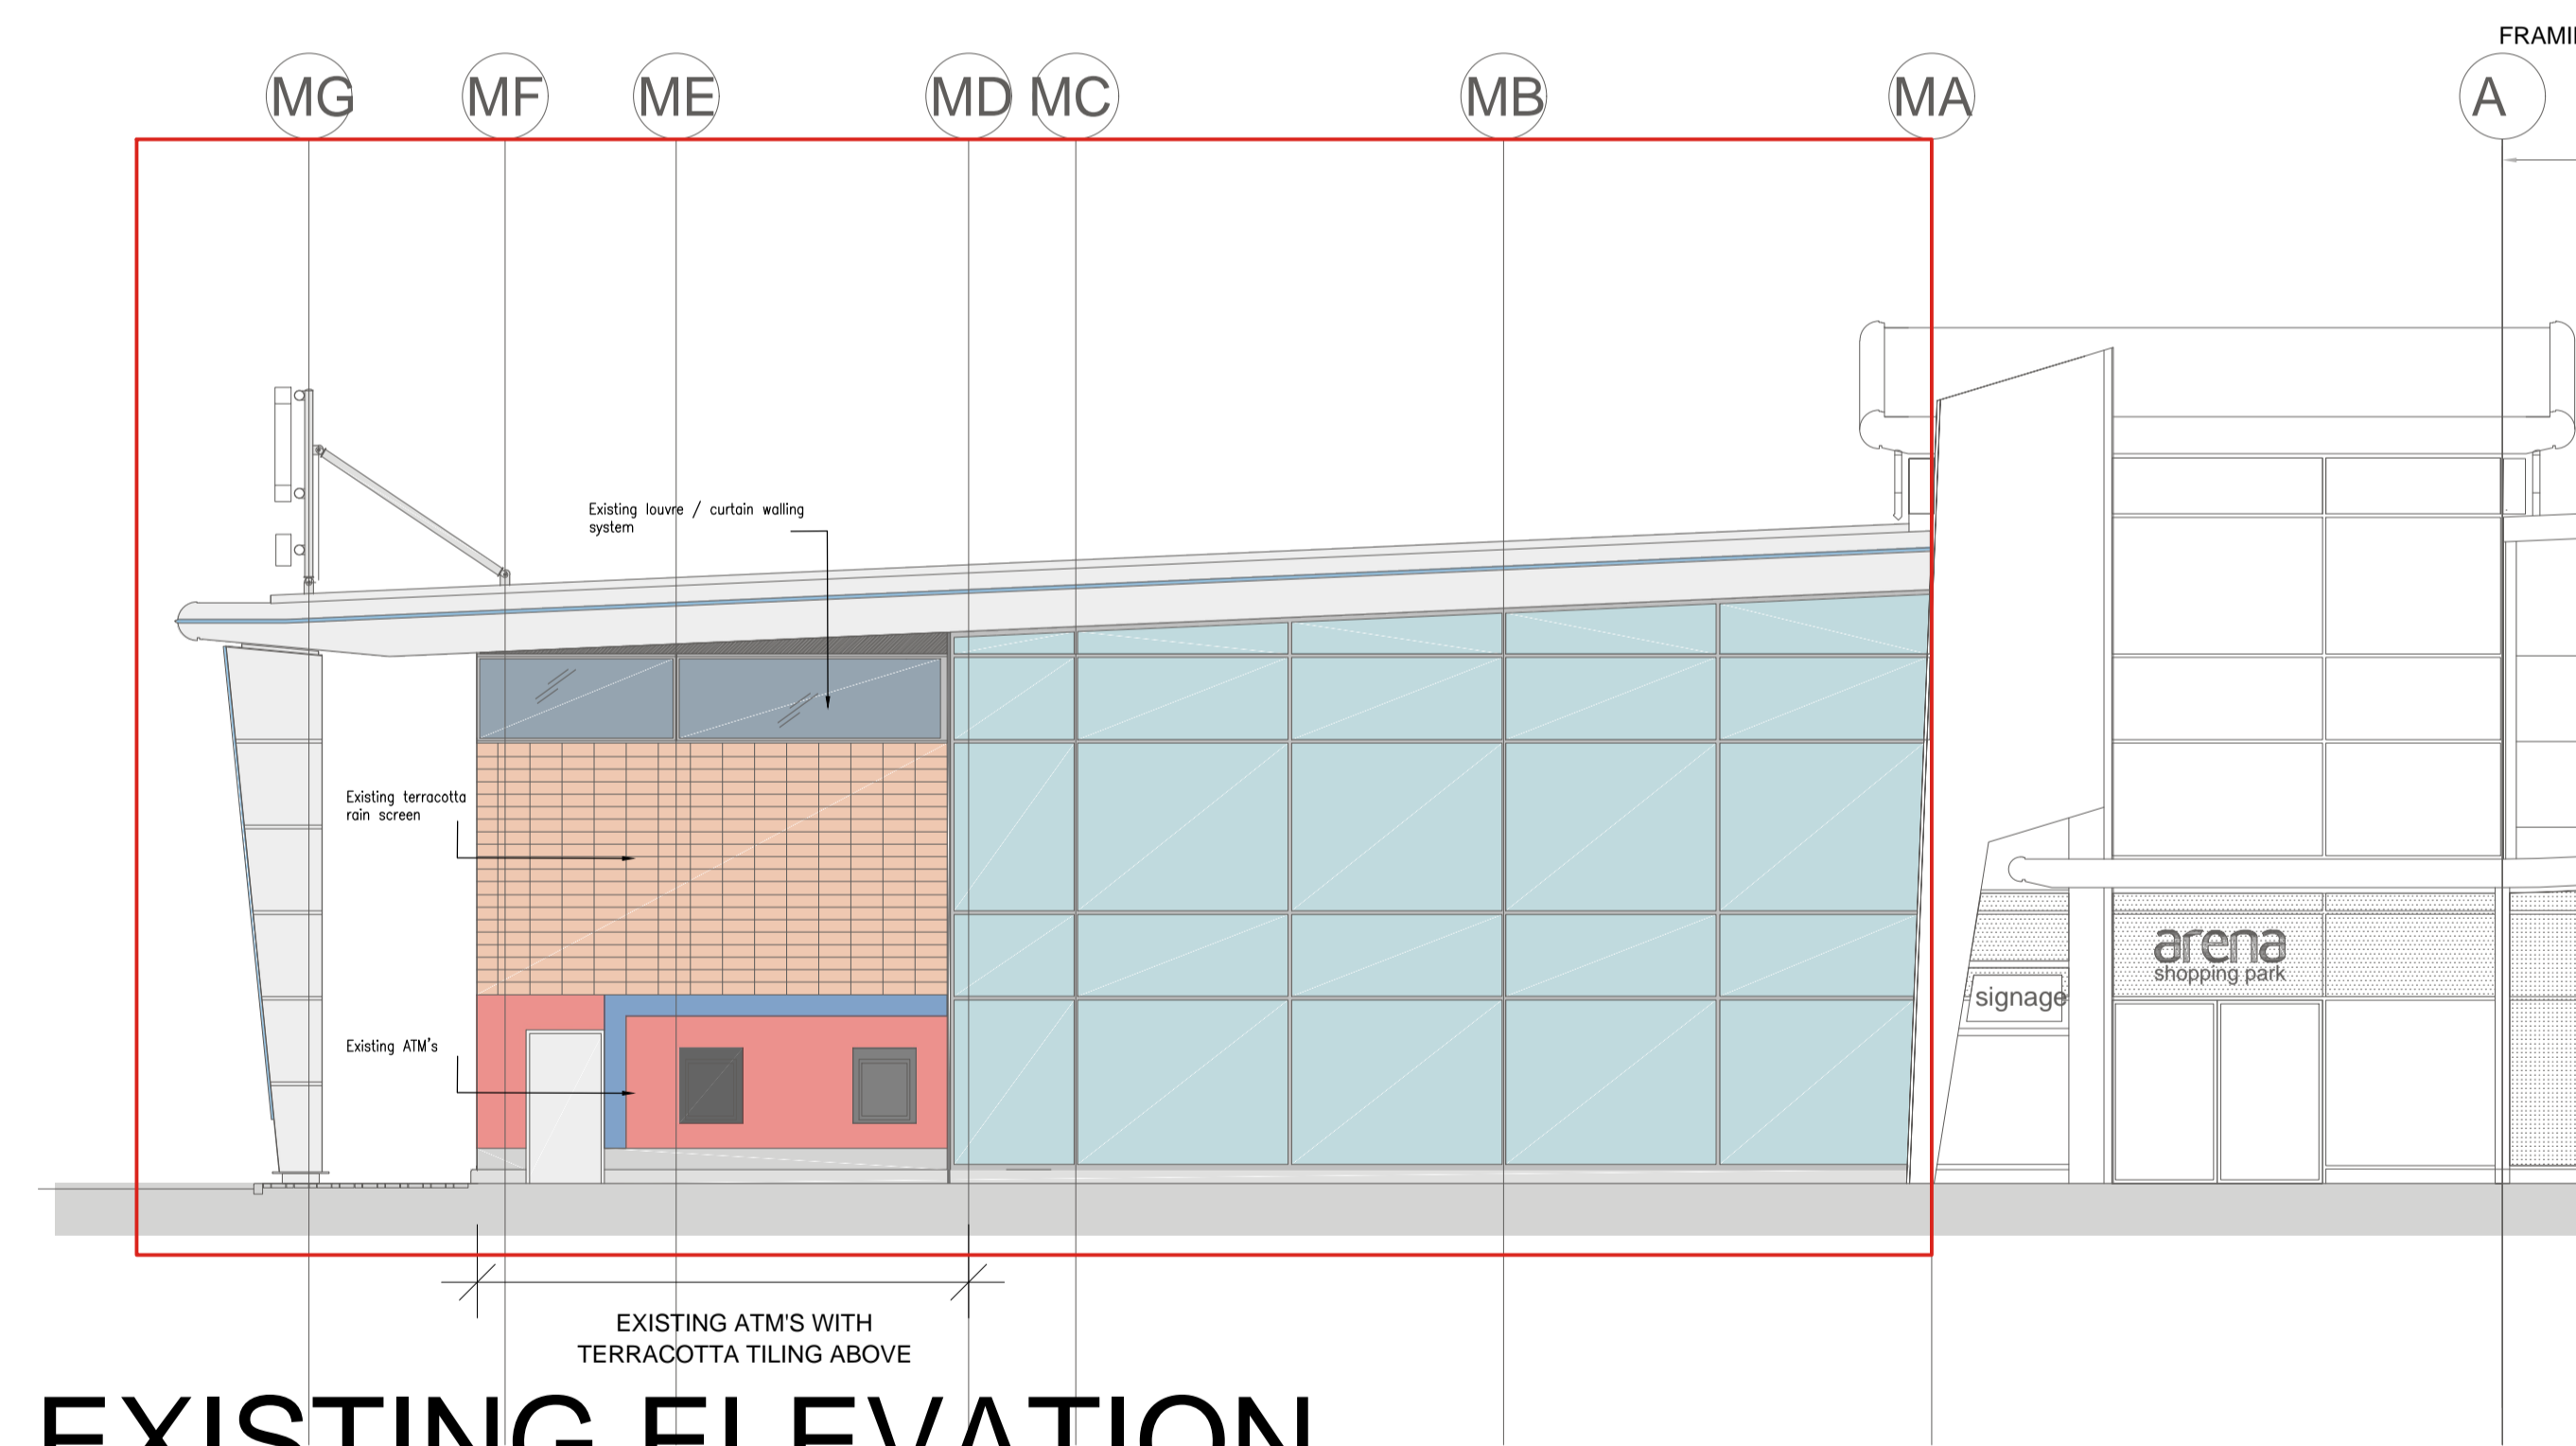 FRAMI
MG MF ME MD MC MB MA A
Existing louvre / curtain walling
system
Existing terracotta
rain screen
arena
shopping park
signage
Existing ATM's
EXISTING ATM'S WITH
TERRACOTTA TILING ABOVE
EXISTING ELEVATION